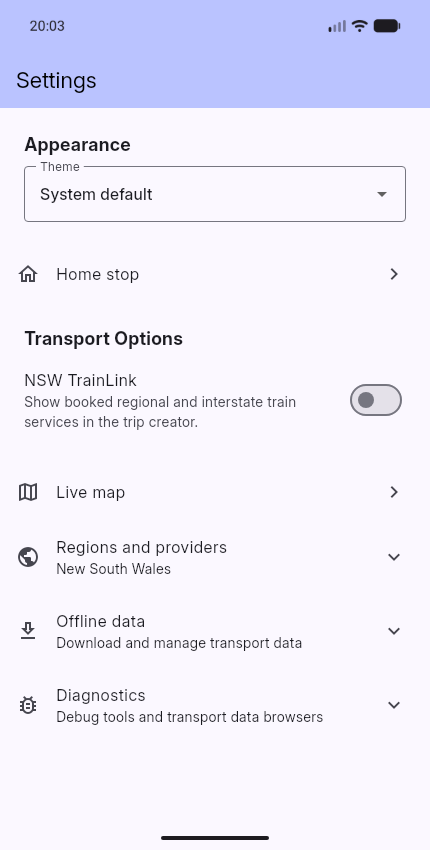 20:03
Settings
Appearance
Theme
System default
Home stop
Transport Options
NSW TrainLink
Show booked regional and interstate train
services in the trip creator.
Live map
Regions and providers
New South Wales
Offline data
Download and manage transport data
Diagnostics
Debug tools and transport data browsers